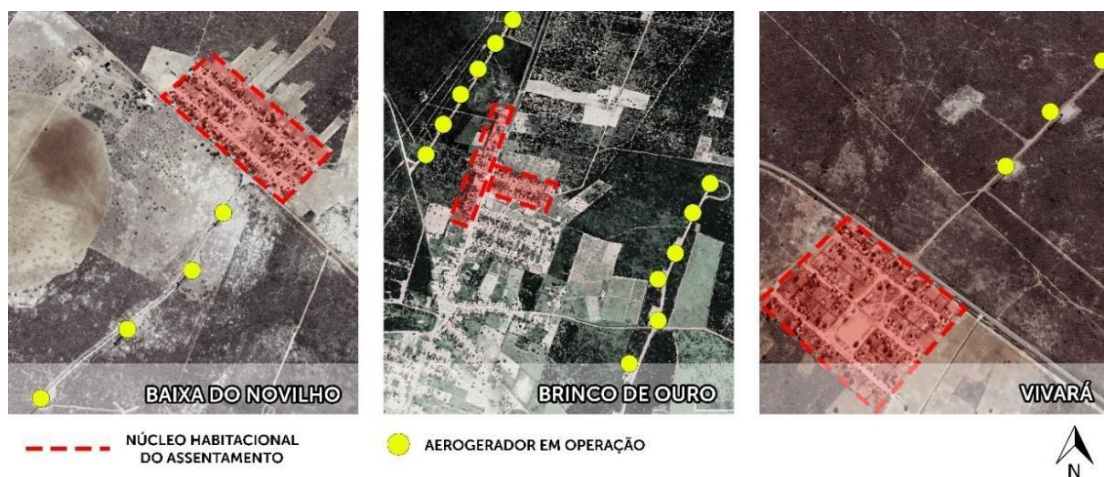 BAIXA DO NOVILHO
BRINCO DE OURO
VIVARÁ
NÚCLEO HABITACIONAL
DO ASSENTAMENTO
AEROGERADOR EM OPERAÇÃO
N